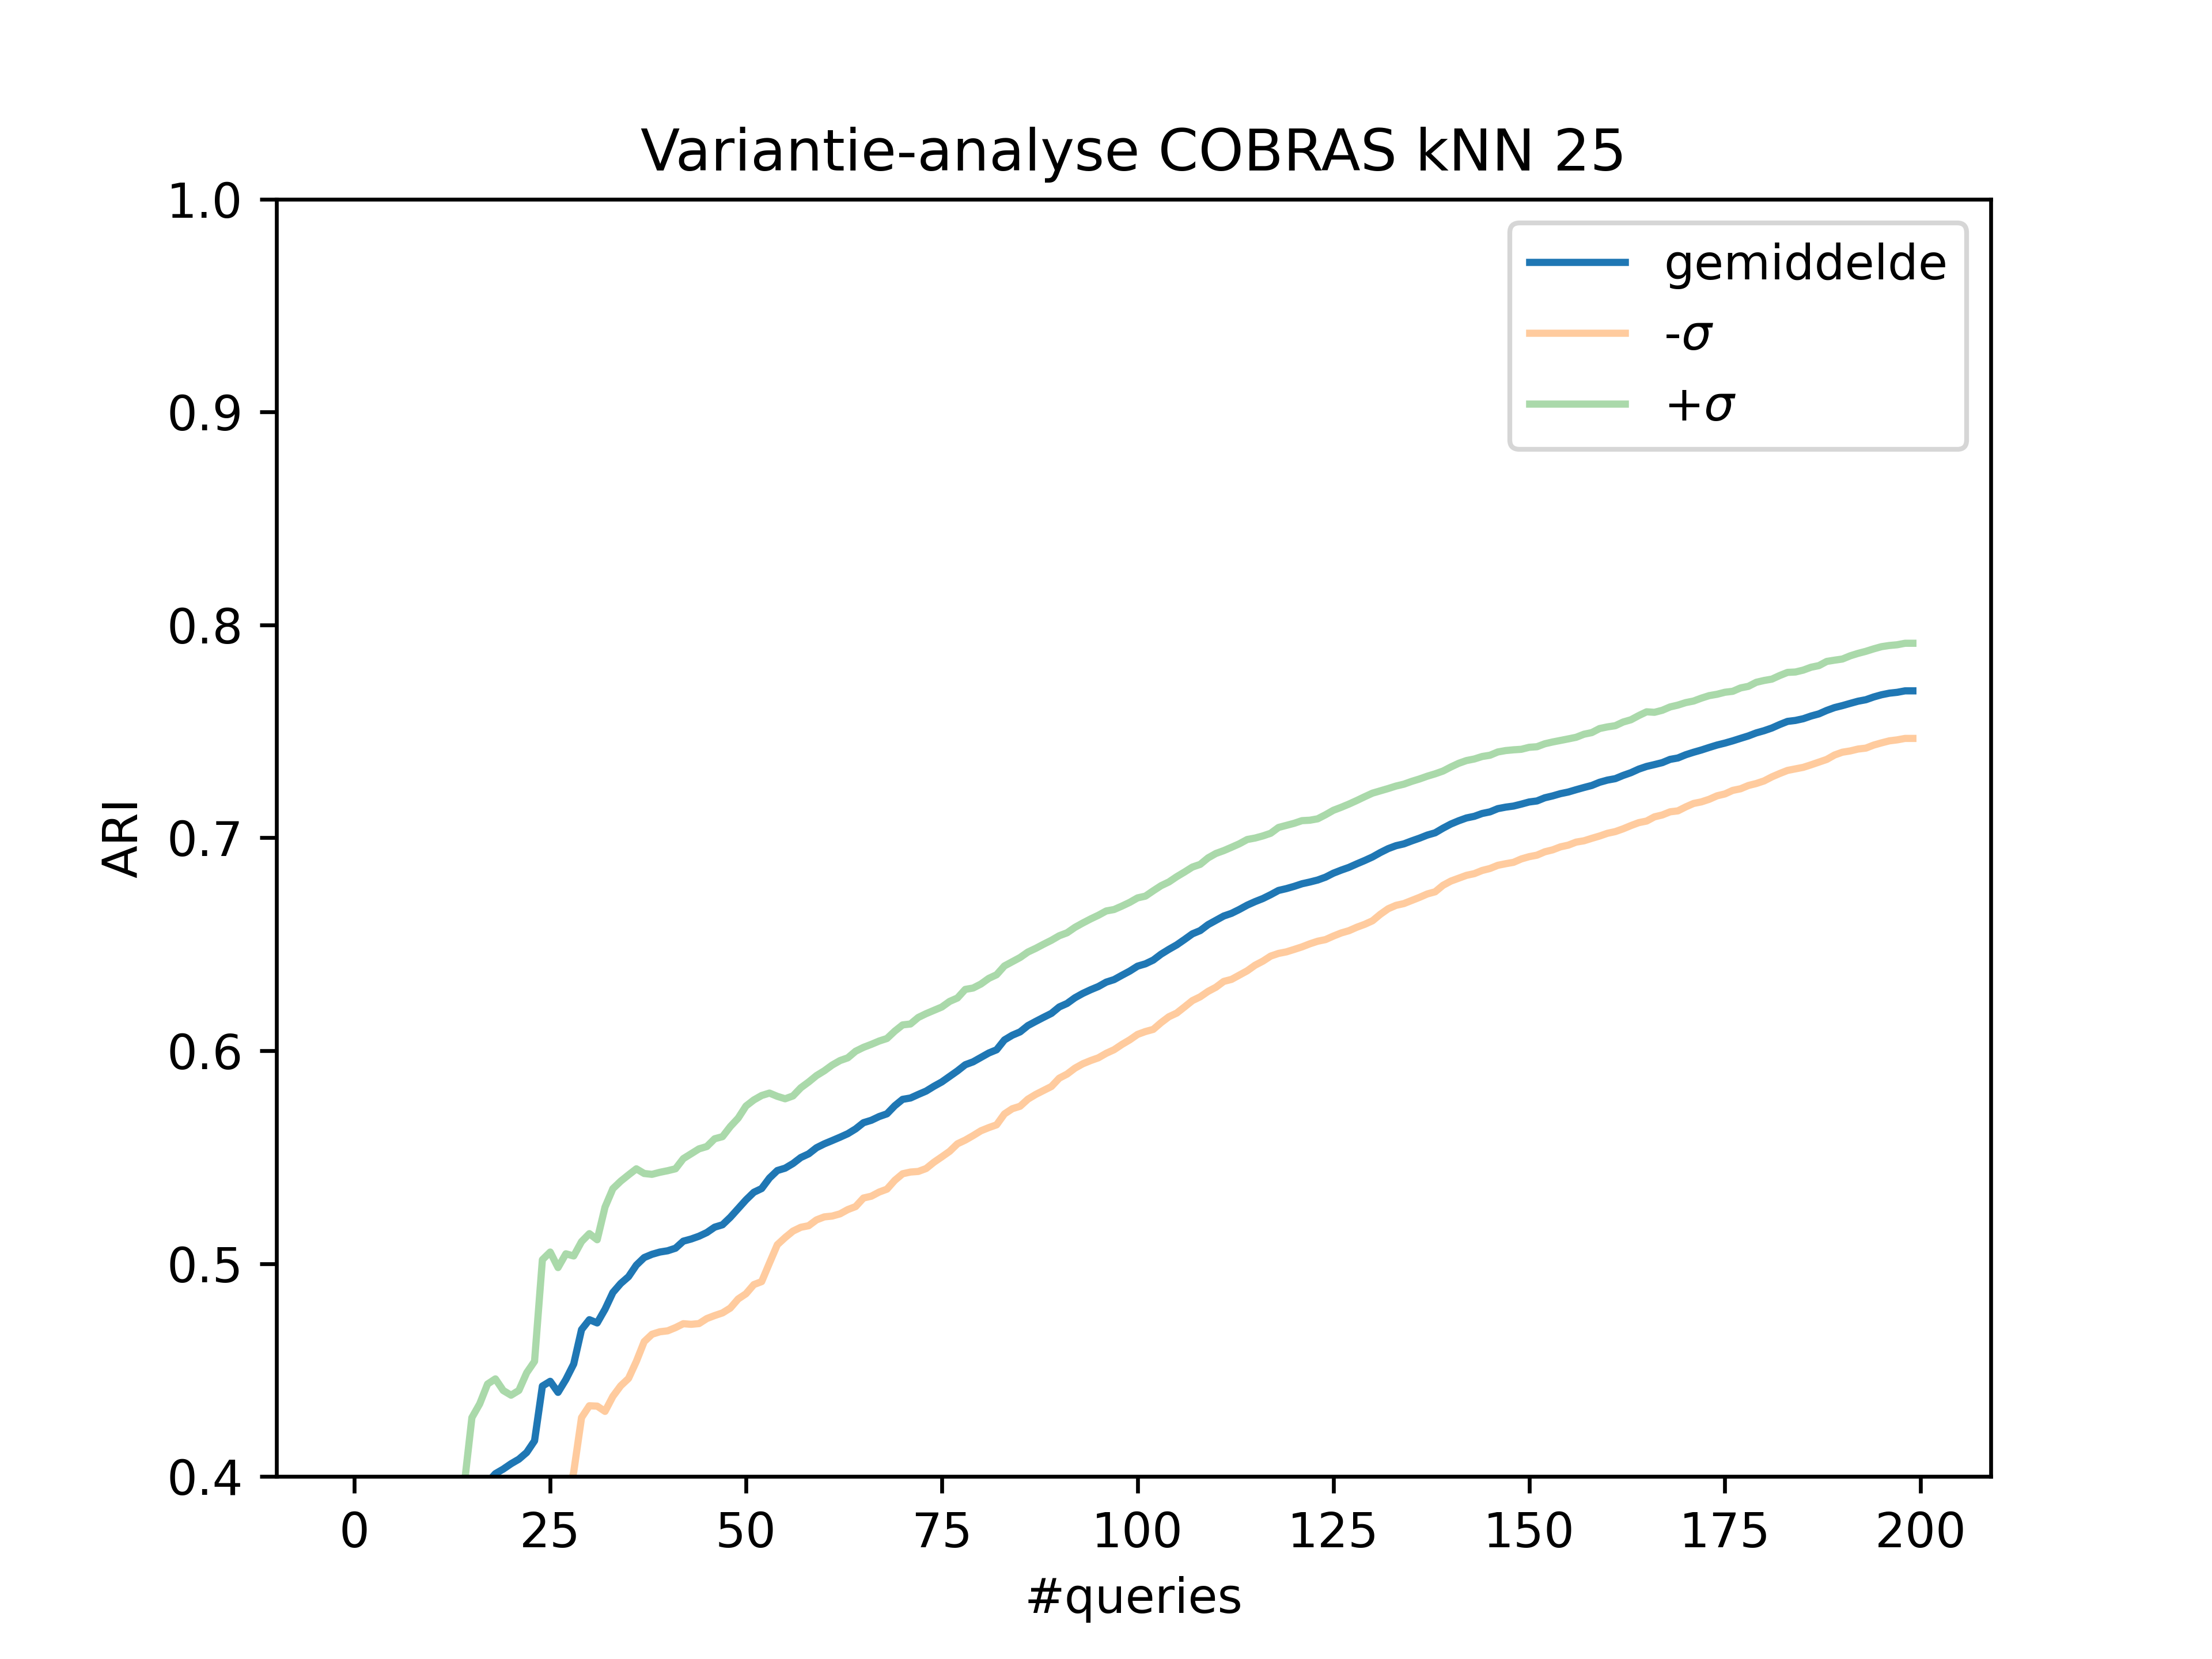 Variantie-analyse COBRAS kNN 25
1.0
0.9
0.8
0.7
0.6
0.5
0.4
ARI
gemiddelde
-σ
+σ
0 25 50 75 100 125 150 175 200
#queries